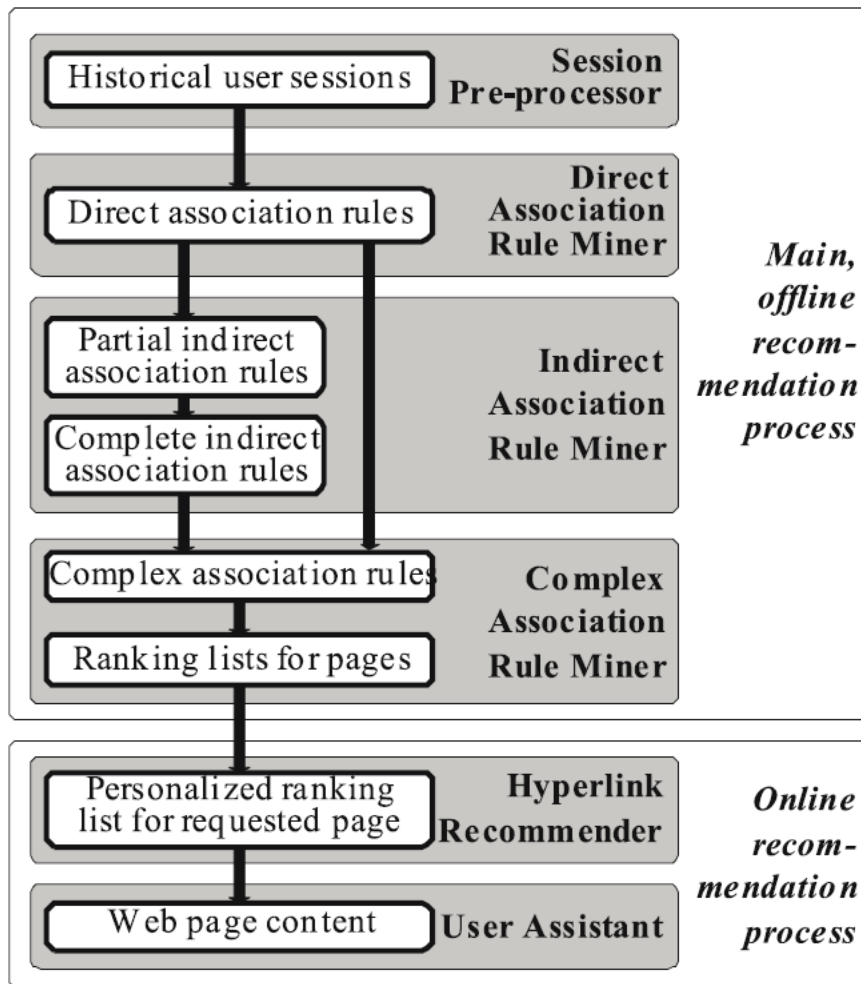 Historical user sessions
Session
Pre-processor
Direct association rules
Direct
Association
Rule Miner
Partial indirect
association rules
Complete indirect
association rules
Indirect
Association
Rule Miner
Complex association rules
Ranking lists for pages
Complex
Association
Rule Miner
Main,
offline
recom-
mendation
process
Personalized ranking
list for requested page
Hyperlink
Recommender
Web page content
User Assistant
Online
recom-
mendation
process